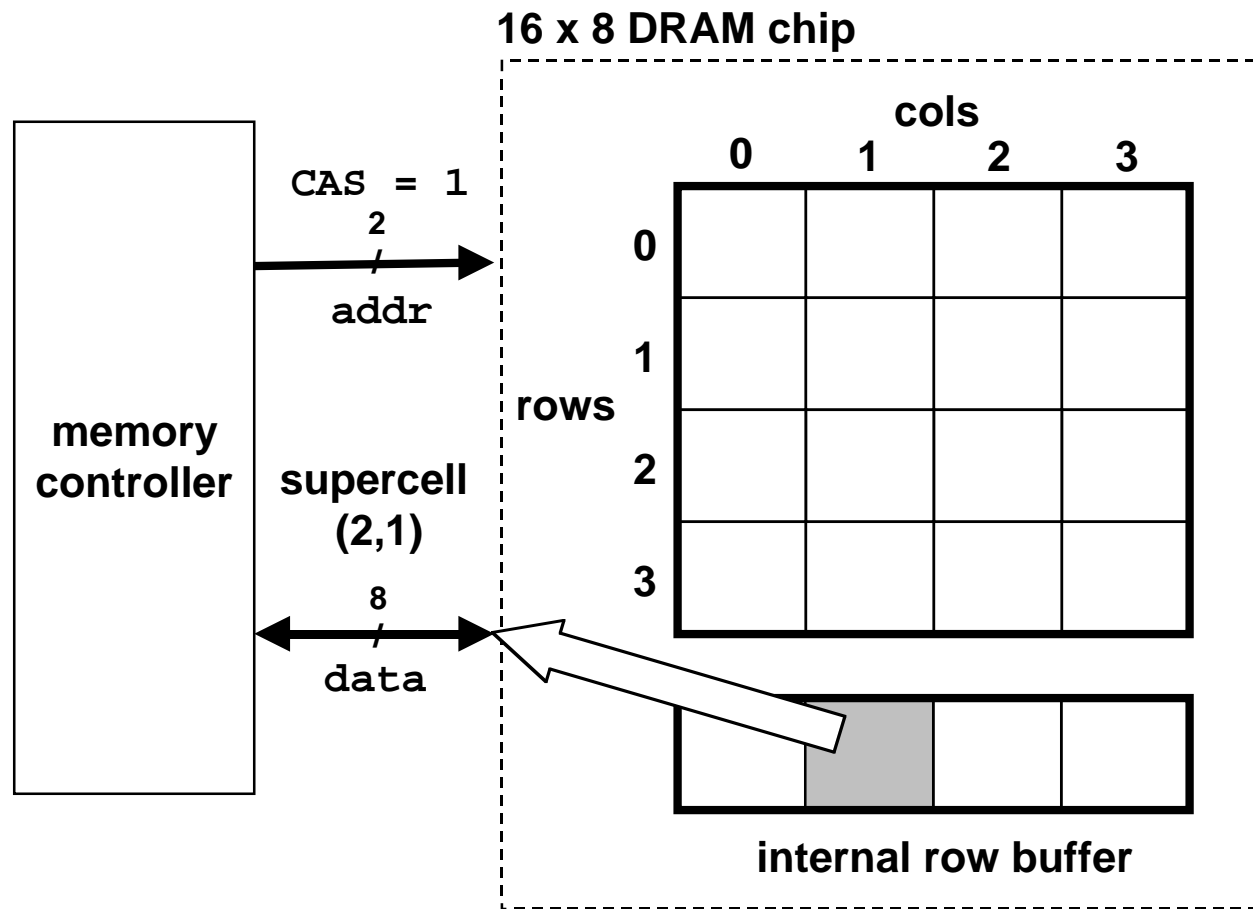 16 x 8 DRAM chip
cols
0 1 2 3
CAS = 1
2
/
addr
0
1
rows
2
3
memory
controller
supercell
(2,1)
8
/
data
internal row buffer